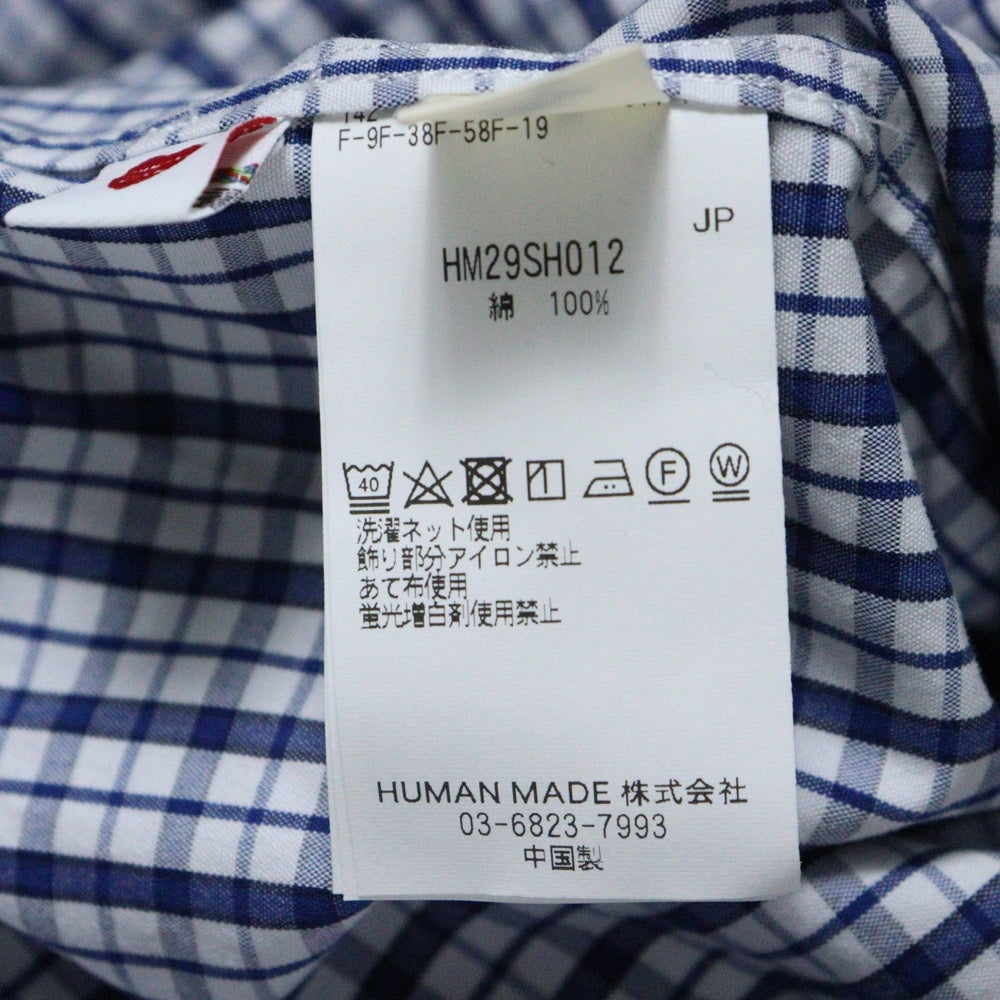 F-9F-38F-58F-19
JP
HM29SH012
綿 100%
40
F
W
洗濯ネット使用
飾り部分アイロン禁止
あて布使用
蛍光増白剤使用禁止
HUMAN MADE 株式会社
03-6823-7993
中国製